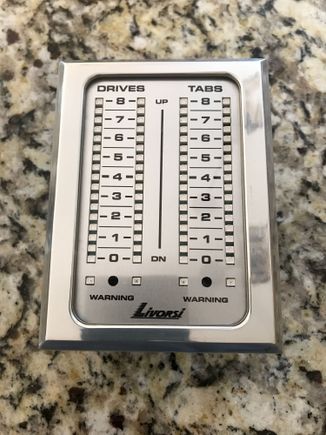 DRIVES TABS
8 UP 8
7 7
6 6
5 5
4 4
3 3
2 2
1 1
0 DN 0
WARNING WARNING
Livorsi